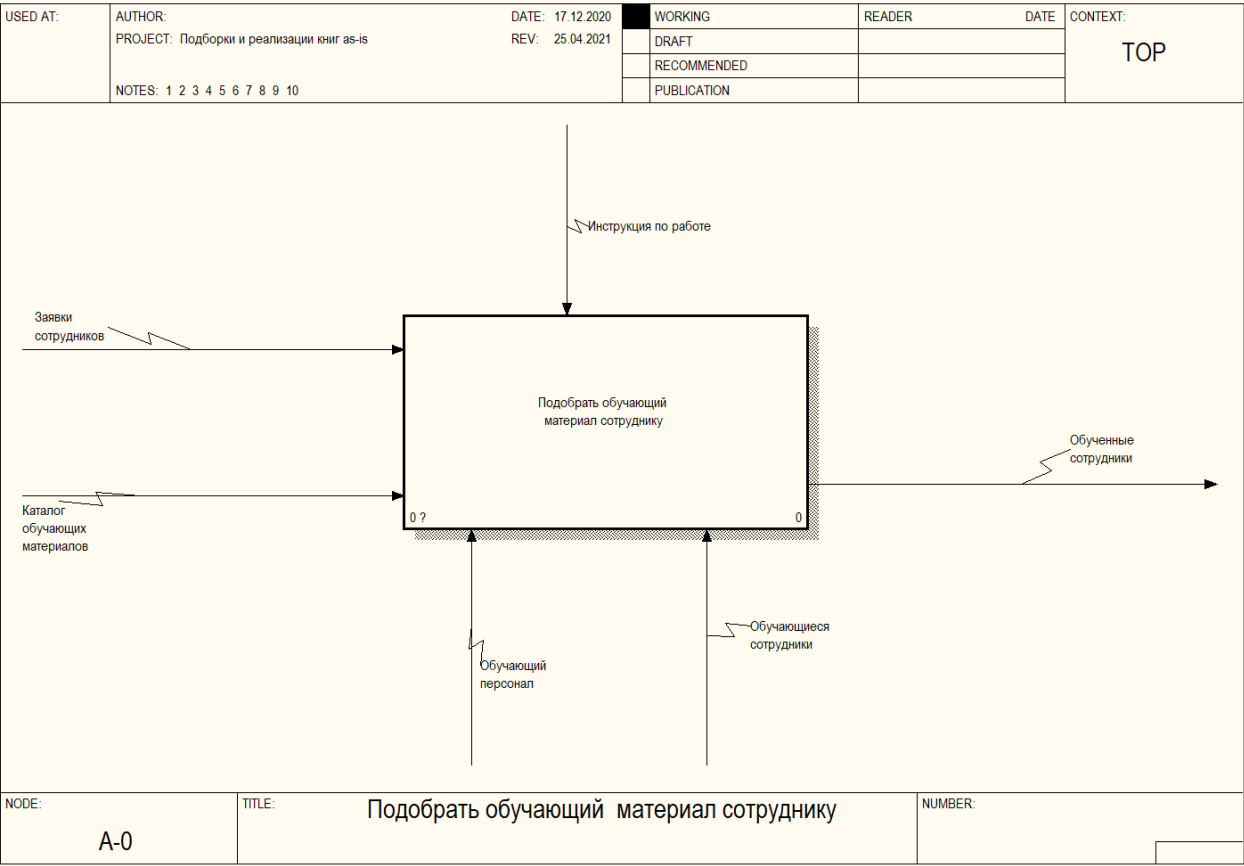 USED AT:
AUTHOR:
DATE: 17.12.2020
PROJECT: Подборки и реализации книг as-is
REV: 25.04.2021
NOTES: 1 2 3 4 5 6 7 8 9 10
WORKING
DRAFT
RECOMMENDED
PUBLICATION
READER
DATE
CONTEXT:
TOP
Инструкция по работе
Заявки
сотрудников
Подобрать обучающий
материал сотруднику
Обученные
сотрудники
Каталог
обучающих
материалов
0 ?
0
Обучающиеся
сотрудники
Обучающий
персонал
NODE:
A-0
TITLE:
Подобрать обучающий материал сотруднику
NUMBER: